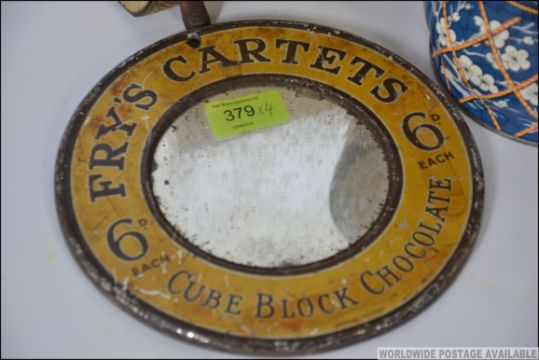 FRY'S CARTETS
6D. EACH
6D EACH
CUBE BLOCK CHOCOLATE
379 x4
WORLDWIDE POSTAGE AVAILABLE